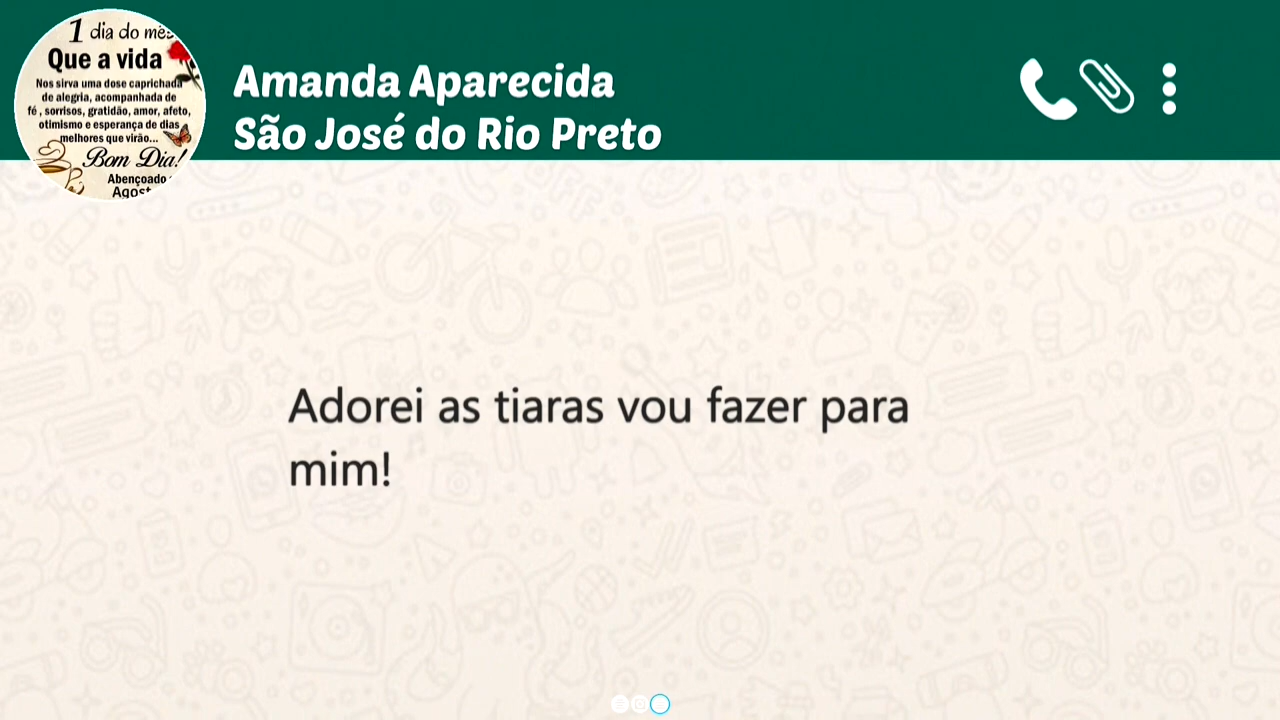 1 dia do mês
Que a vida
Nos sirva uma dose caprichada
de alegria, acompanhada de
fé , sorrisos, gratidão, amor, afeto,
otimismo e esperança de dias
melhores que virão...
Bom Dia!
Abençoado
Amanda Aparecida
São José do Rio Preto
Adorei as tiaras vou fazer para
mim!